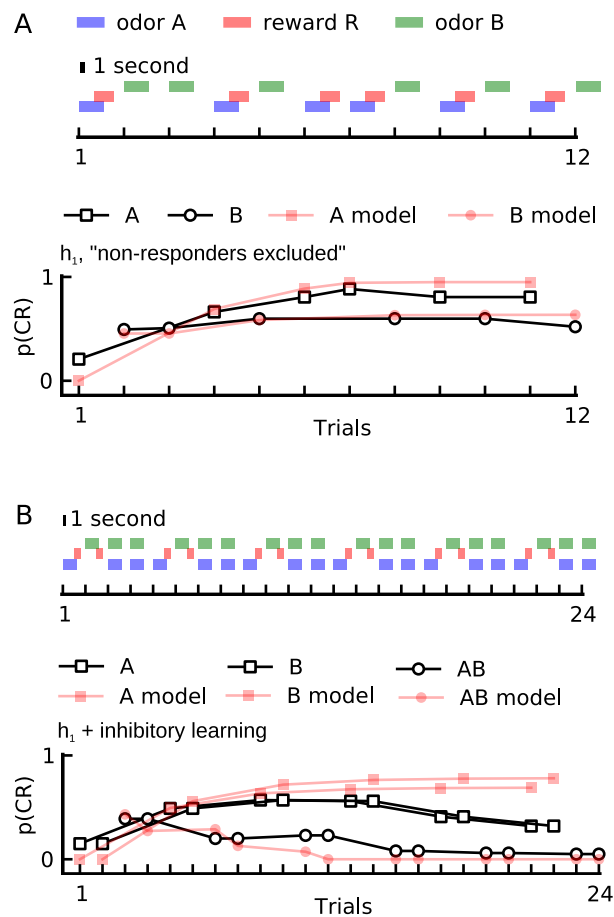 A
odor A
reward R
odor B
1 second
1
12
A
B
A model
B model
h1, "non-responders excluded"
1
p(CR)
0
1
12
Trials
B
1 second
1
24
A
B
AB
A model
B model
AB model
h1 + inhibitory learning
1
p(CR)
0
1
24
Trials